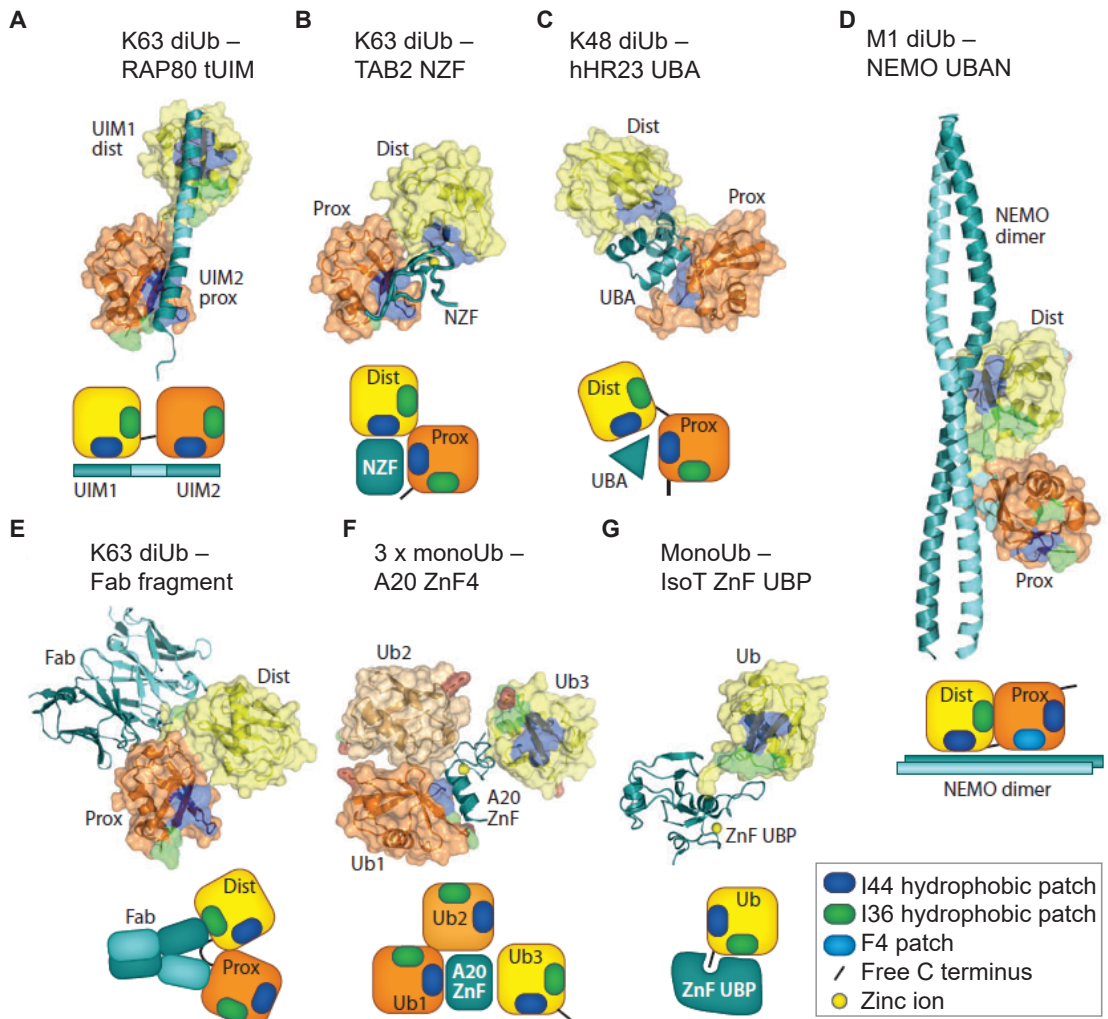 A
K63 diUb –
RAP80 tUIM
UIM1
dist
UIM2
prox
UIM1
UIM2
B
K63 diUb –
TAB2 NZF
Dist
Prox
NZF
Dist
Prox
NZF
C
K48 diUb –
hHR23 UBA
Dist
Prox
UBA
Dist
Prox
UBA
D
M1 diUb –
NEMO UBAN
NEMO
dimer
Dist
Prox
Dist
Prox
NEMO dimer
E
K63 diUb –
Fab fragment
Fab
Dist
Prox
Dist
Fab
Prox
F
3 x monoUb –
A20 ZnF4
Ub2
Ub3
A20
ZnF
Ub1
Ub2
A20
ZnF
Ub3
Ub1
G
MonoUb –
IsoT ZnF UBP
Ub
ZnF UBP
Ub
ZnF UBP
I44 hydrophobic patch
I36 hydrophobic patch
F4 patch
Free C terminus
Zinc ion